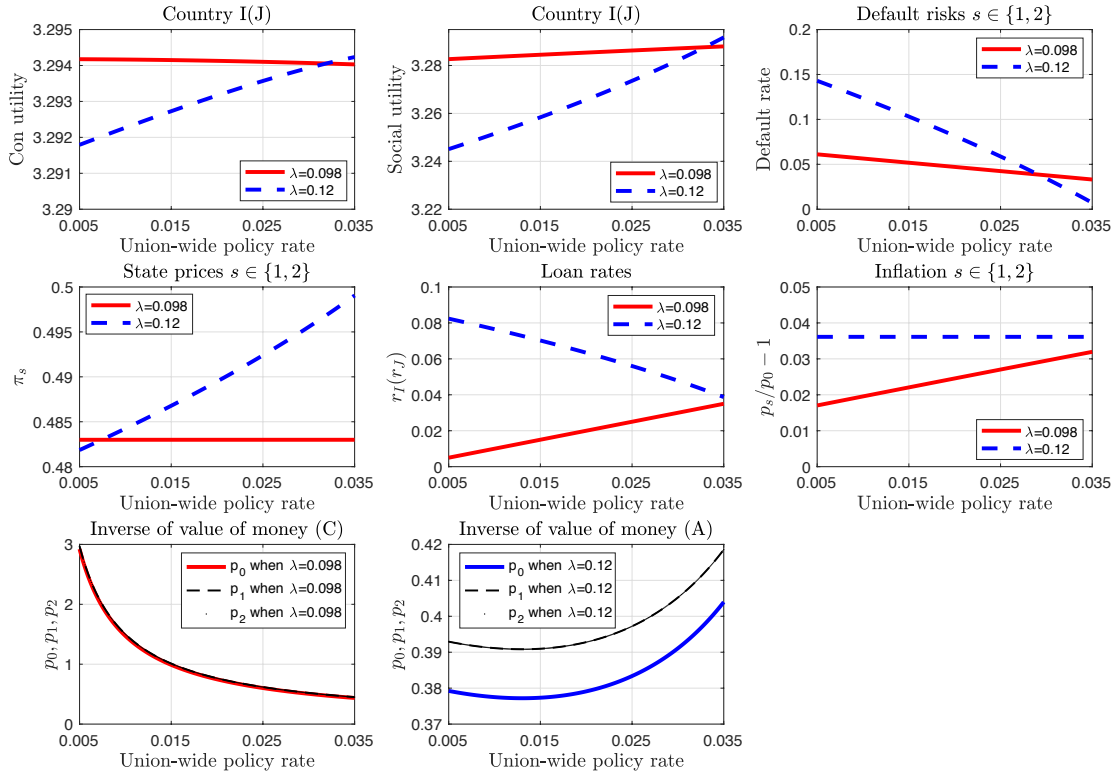 Country I(J)
Con utility
3.295
3.294
3.293
3.292
3.291
3.29
λ=0.098
λ=0.12
0.005
0.015
0.025
0.035
Union-wide policy rate
Country I(J)
Social utility
3.28
3.26
3.24
3.22
λ=0.098
λ=0.12
0.005
0.015
0.025
0.035
Union-wide policy rate
Default risks s ∈ {1, 2}
Default rate
0.2
0.15
0.1
0.05
0
λ=0.098
λ=0.12
0.005
0.015
0.025
0.035
Union-wide policy rate
State prices s ∈ {1, 2}
π_s
0.5
0.495
0.49
0.485
0.48
λ=0.098
λ=0.12
0.005
0.015
0.025
0.035
Union-wide policy rate
Loan rates
r_I(r_J)
0.1
0.08
0.06
0.04
0.02
0
λ=0.098
λ=0.12
0.005
0.015
0.025
0.035
Union-wide policy rate
Inflation s ∈ {1, 2}
p_s/p_0 − 1
0.05
0.04
0.03
0.02
0.01
0
λ=0.098
λ=0.12
0.005
0.015
0.025
0.035
Union-wide policy rate
Inverse of value of money (C)
p_0, p_1, p_2
3
2
1
0
p_0 when λ=0.098
p_1 when λ=0.098
p_2 when λ=0.098
0.005
0.015
0.025
0.035
Union-wide policy rate
Inverse of value of money (A)
p_0, p_1, p_2
0.42
0.41
0.4
0.39
0.38
0.37
p_0 when λ=0.12
p_1 when λ=0.12
p_2 when λ=0.12
0.005
0.015
0.025
0.035
Union-wide policy rate